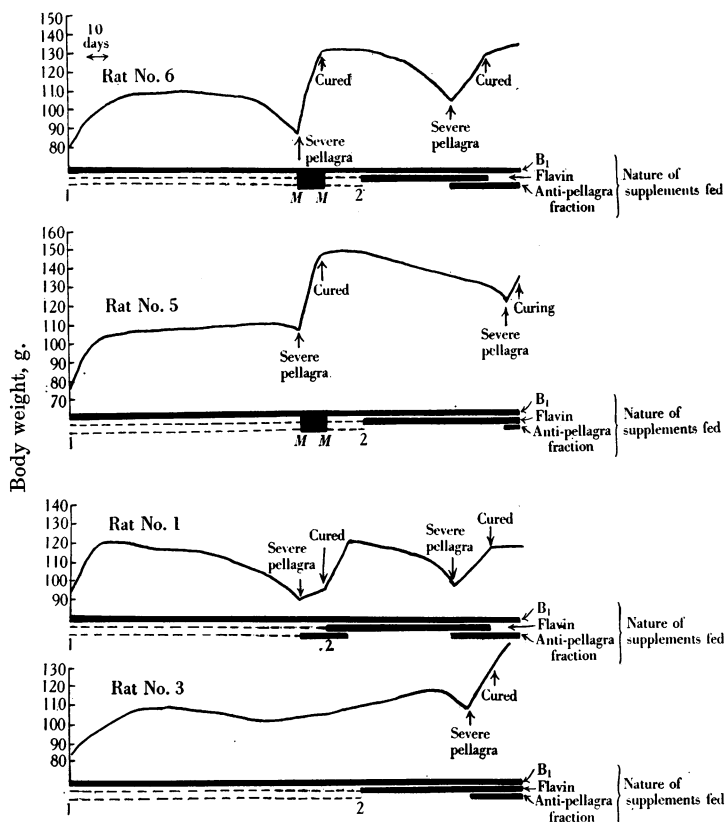 Body weight, g.
150
140
130
120
110
100
90
80
10
days
Rat No. 6
Cured
Severe
pellagra
Cured
Severe
pellagra
B1
Flavin
Anti-pellagra
fraction
Nature of
supplements fed
1
M M
2
160
150
140
130
120
110
100
90
80
70
Rat No. 5
Cured
Severe
pellagra
Curing
Severe
pellagra
B1
Flavin
Anti-pellagra
fraction
Nature of
supplements fed
1
M M
2
140
130
120
110
100
90
Rat No. 1
Severe
pellagra
Cured
Severe
pellagra
Cured
B1
Flavin
Anti-pellagra
fraction
Nature of
supplements fed
1
2
130
120
110
100
90
80
Rat No. 3
Cured
Severe
pellagra
B1
Flavin
Anti-pellagra
fraction
Nature of
supplements fed
1
2